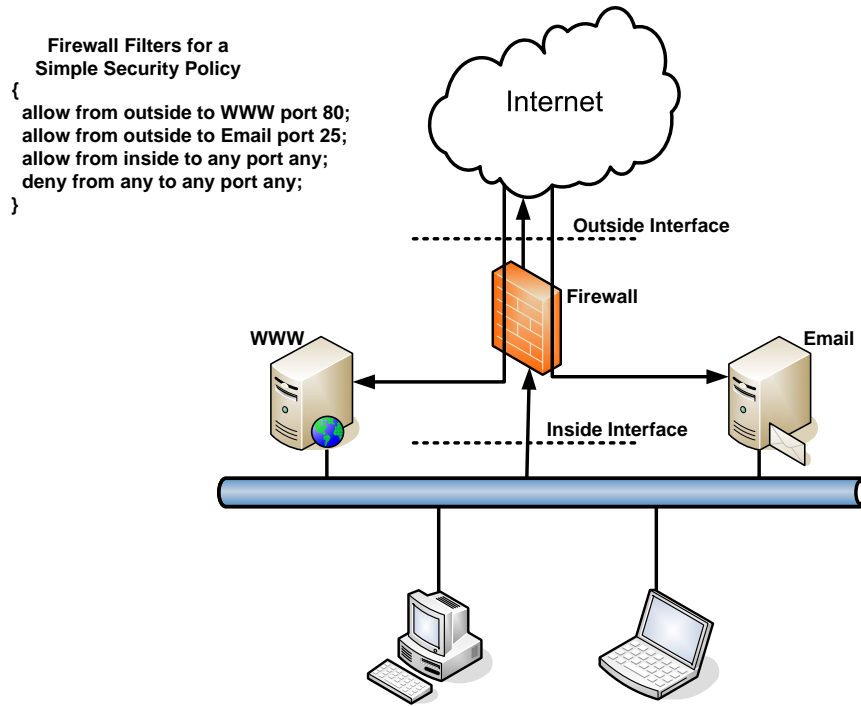 Firewall Filters for a
Simple Security Policy
{
allow from outside to WWW port 80;
allow from outside to Email port 25;
allow from inside to any port any;
deny from any to any port any;
}
Internet
Outside Interface
Firewall
WWW
Email
Inside Interface